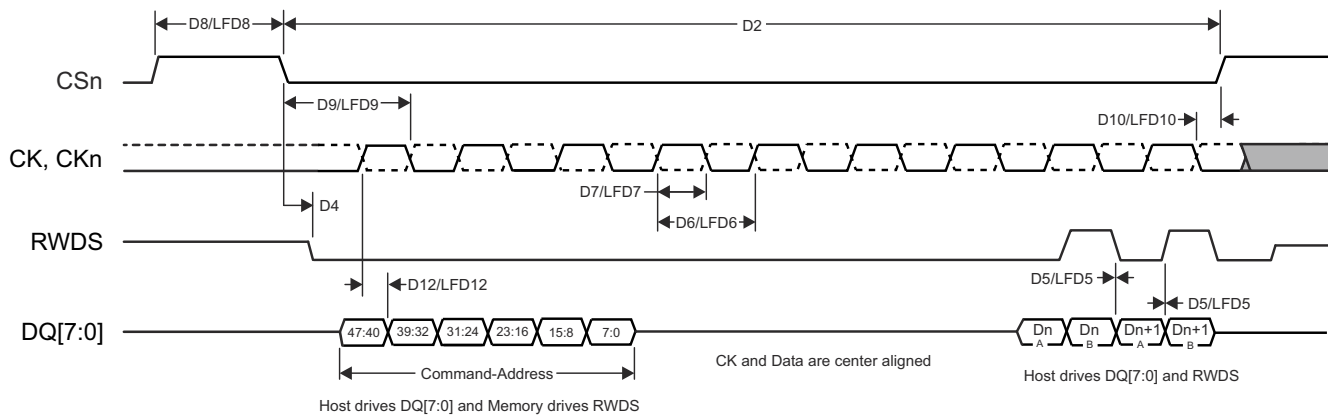 D8/LFD8
D2
CSn
D9/LFD9
D10/LFD10
CK, CKn
D7/LFD7
D4
D6/LFD6
RWDS
D12/LFD12
D5/LFD5
D5/LFD5
DQ[7:0]
47:40 39:32 31:24 23:16 15:8 7:0
Dn A Dn B Dn+1 A Dn+1 B
CK and Data are center aligned
Command-Address
Host drives DQ[7:0] and RWDS
Host drives DQ[7:0] and Memory drives RWDS